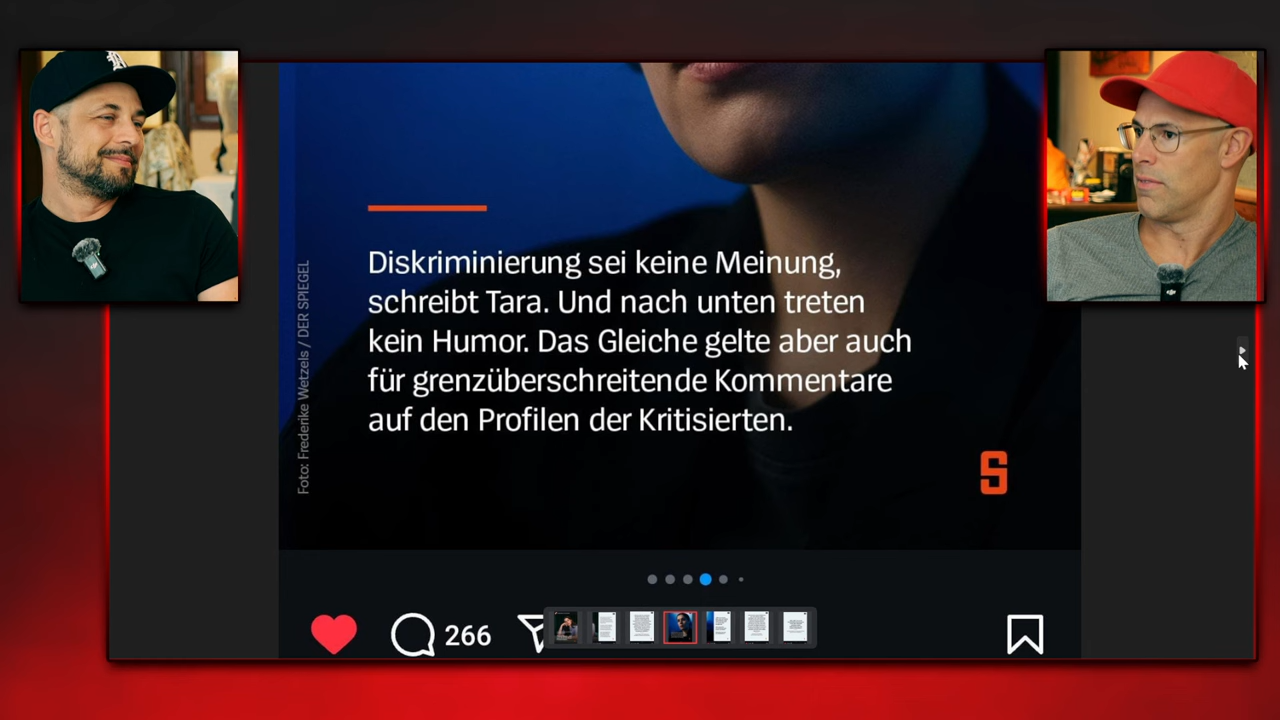 Diskriminierung sei keine Meinung,
schreibt Tara. Und nach unten treten
kein Humor. Das Gleiche gelte aber auch
für grenzüberschreitende Kommentare
auf den Profilen der Kritisierten.
Foto: Frederike Wetzels / DER SPIEGEL
S
266